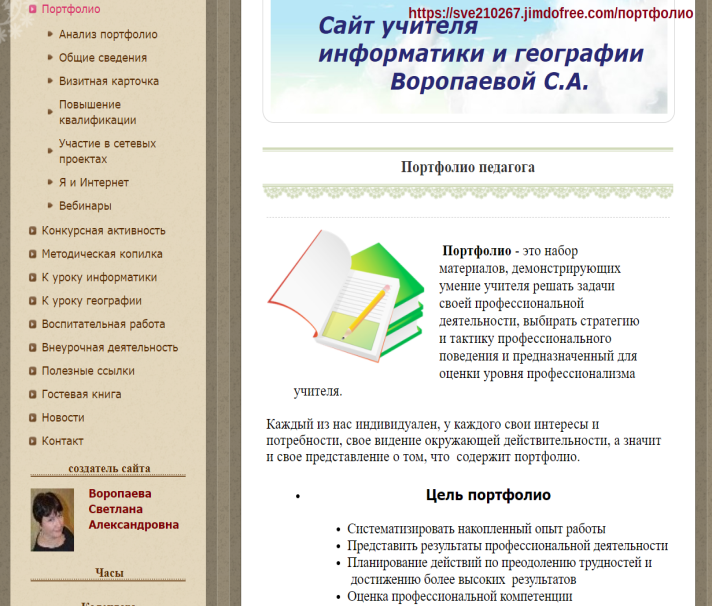 Портфолио
Анализ портфолио
Общие сведения
Визитная карточка
Повышение
квалификации
Участие в сетевых
проектах
Я и Интернет
Вебинары
Конкурсная активность
Методическая копилка
К уроку информатики
К уроку географии
Воспитательная работа
Внеурочная деятельность
Полезные ссылки
Гостевая книга
Новости
Контакт
создатель сайта
Воропаева
Светлана
Александровна
Часы
https://sve210267.jimdofree.com/портфолио
Сайт учителя
информатики и географии
Воропаевой С.А.
Портфолио педагога
Портфолио - это набор
материалов, демонстрирующих
умение учителя решать задачи
своей профессиональной
деятельности, выбирать стратегию
и тактику профессионального
поведения и предназначенный для
оценки уровня профессионализма
учителя.
Каждый из нас индивидуален, у каждого свои интересы и
потребности, свое видение окружающей действительности, а значит
и свое представление о том, что содержит портфолио.
• Цель портфолио
• Систематизировать накопленный опыт работы
• Представить результаты профессиональной деятельности
• Планирование действий по преодолению трудностей и
достижению более высоких результатов
• Оценка профессиональной компетенции